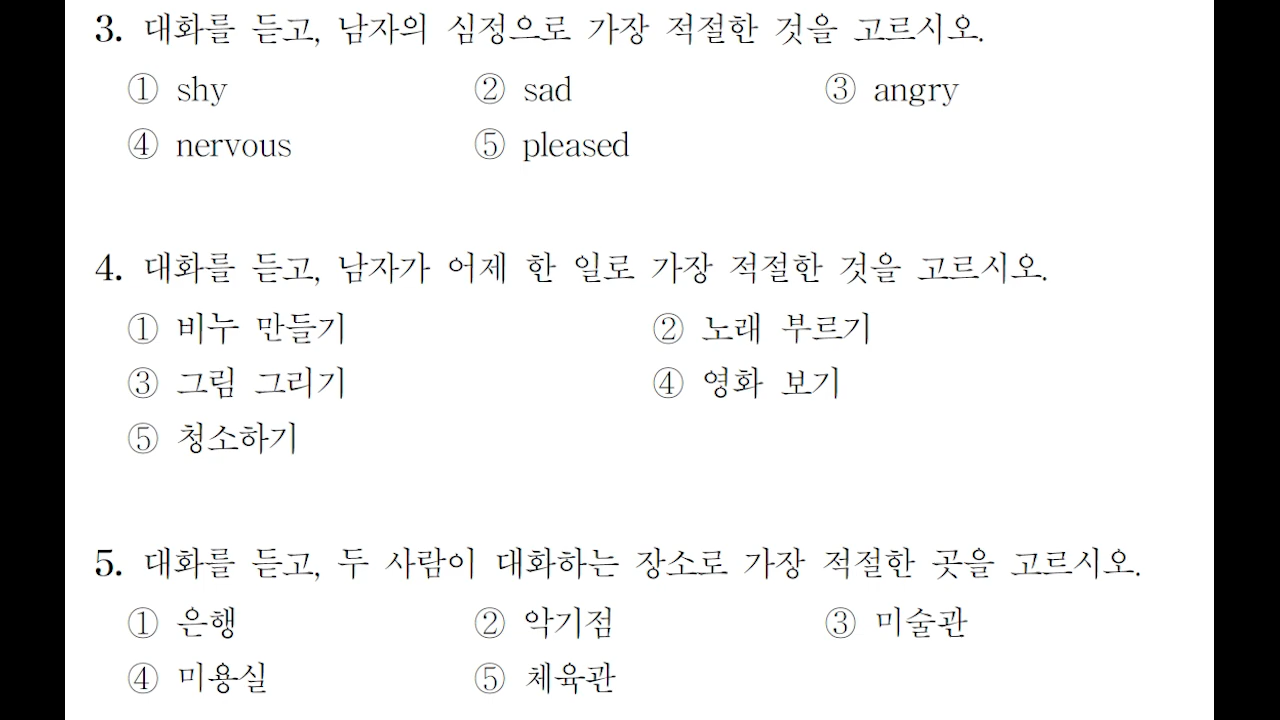 3. 대화를 듣고, 남자의 심정으로 가장 적절한 것을 고르시오.
① shy ② sad ③ angry
④ nervous ⑤ pleased
4. 대화를 듣고, 남자가 어제 한 일로 가장 적절한 것을 고르시오.
① 비누 만들기 ② 노래 부르기
③ 그림 그리기 ④ 영화 보기
⑤ 청소하기
5. 대화를 듣고, 두 사람이 대화하는 장소로 가장 적절한 곳을 고르시오.
① 은행 ② 악기점 ③ 미술관
④ 미용실 ⑤ 체육관